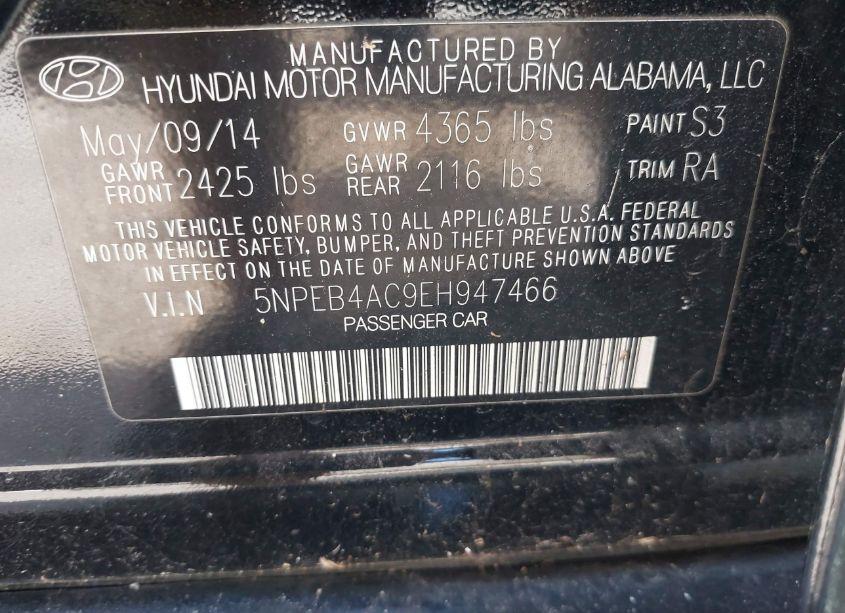 MANUFACTURED BY
HYUNDAI MOTOR MANUFACTURING ALABAMA, LLC
May/09/14 GVWR 4365 lbs PAINT S3
GAWR FRONT 2425 lbs GAWR REAR 2116 lbs TRIM RA
THIS VEHICLE CONFORMS TO ALL APPLICABLE U.S.A. FEDERAL
MOTOR VEHICLE SAFETY, BUMPER, AND THEFT PREVENTION STANDARDS
IN EFFECT ON THE DATE OF MANUFACTURE SHOWN ABOVE
V.I.N 5NPEB4AC9EH947466
PASSENGER CAR